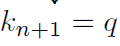 k_{n+1} = q